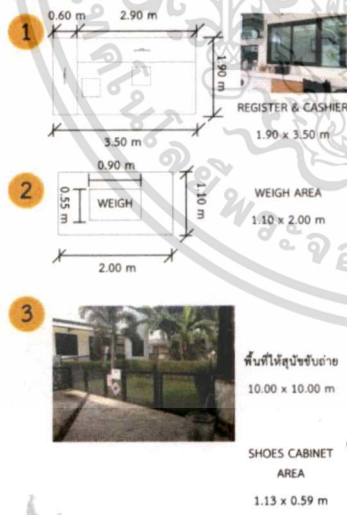 1
0.60 m 2.90 m
1.90 m
3.50 m
REGISTER & CASHIER
1.90 x 3.50 m
2
0.90 m
0.55 m
WEIGH
1.10 m
2.00 m
WEIGH AREA
1.10 x 2.00 m
3
พื้นที่ให้สุนัขขับถ่าย
10.00 x 10.00 m
SHOES CABINET
AREA
1.13 x 0.59 m